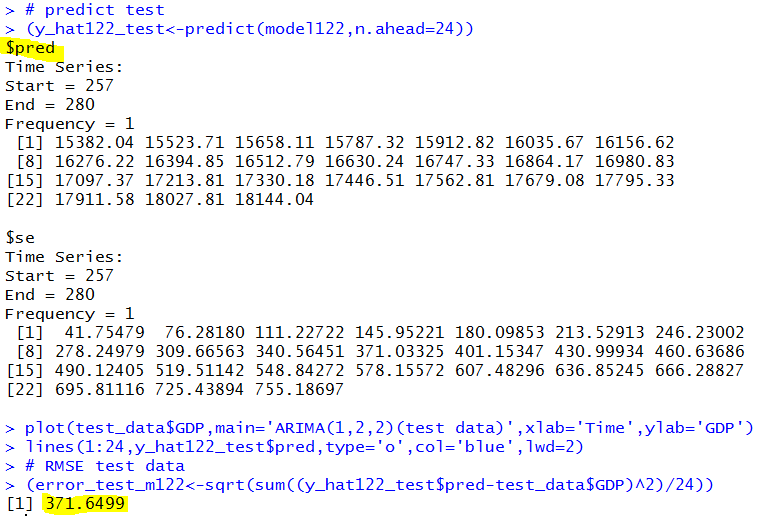 > # predict test
> (y_hat122_test<-predict(model122,n.ahead=24))
$pred
Time Series:
Start = 257
End = 280
Frequency = 1
 [1] 15382.04 15523.71 15658.11 15787.32 15912.82 16035.67 16156.62
 [8] 16276.22 16394.85 16512.79 16630.24 16747.33 16864.17 16980.83
[15] 17097.37 17213.81 17330.18 17446.51 17562.81 17679.08 17795.33
[22] 17911.58 18027.81 18144.04

$se
Time Series:
Start = 257
End = 280
Frequency = 1
 [1]  41.75479  76.28180 111.22722 145.95221 180.09853 213.52913 246.23002
 [8] 278.24979 309.66563 340.56451 371.03325 401.15347 430.99934 460.63686
[15] 490.12405 519.51142 548.84272 578.15572 607.48296 636.85245 666.28827
[22] 695.81116 725.43894 755.18697

> plot(test_data$GDP,main='ARIMA(1,2,2)(test data)',xlab='Time',ylab='GDP')
> lines(1:24,y_hat122_test$pred,type='o',col='blue',lwd=2)
> # RMSE test data
> (error_test_m122<-sqrt(sum((y_hat122_test$pred-test_data$GDP)^2)/24))
[1] 371.6499